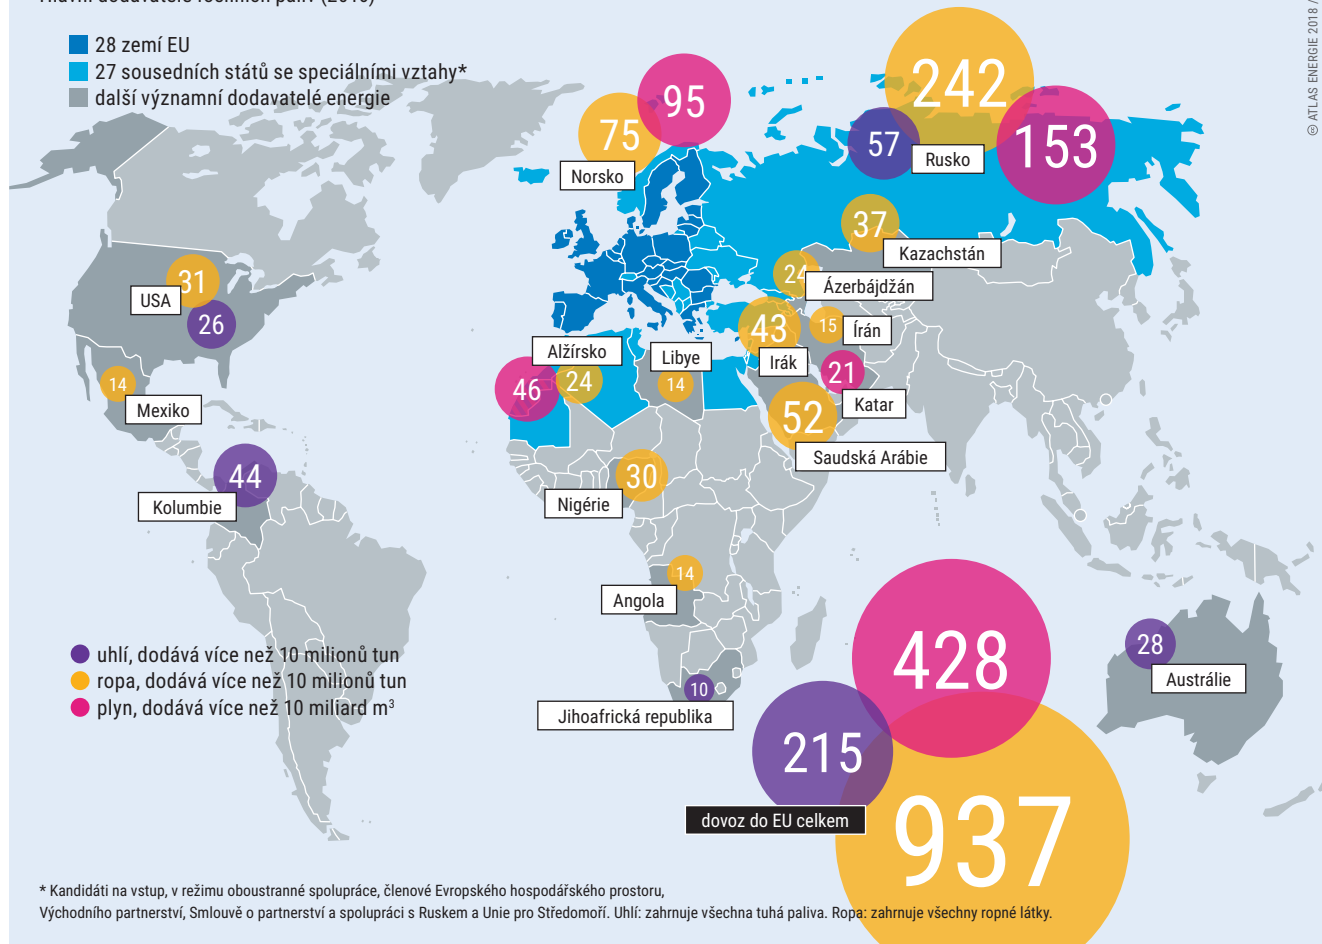 28 zemí EU
27 sousedních států se speciálními vztahy*
další významní dodavatelé energie
© ATLAS ENERGIE 2018 /
242
95
75
57
153
Rusko
Norsko
37
Kazachstán
24
Ázerbájdžán
31
USA
26
43
15
Írán
Alžírsko
Libye
Irák
21
46
24
14
14
Katar
Mexiko
52
Saudská Arábie
44
30
Kolumbie
Nigérie
14
Angola
uhlí, dodává více než 10 milionů tun
ropa, dodává více než 10 milionů tun
plyn, dodává více než 10 miliard m³
28
Austrálie
428
10
Jihoafrická republika
215
dovoz do EU celkem
937
* Kandidáti na vstup, v režimu oboustranné spolupráce, členové Evropského hospodářského prostoru,
Východního partnerství, Smlouvě o partnerství a spolupráci s Ruskem a Unie pro Středomoří. Uhlí: zahrnuje všechna tuhá paliva. Ropa: zahrnuje všechny ropné látky.